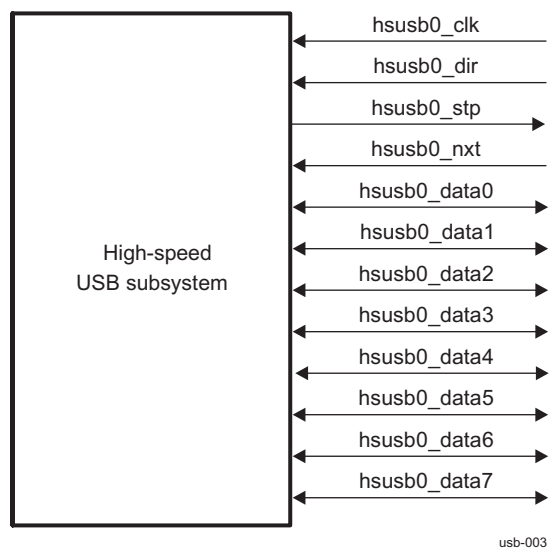 hsusb0_clk
hsusb0_dir
hsusb0_stp
hsusb0_nxt
hsusb0_data0
hsusb0_data1
High-speed
USB subsystem
hsusb0_data2
hsusb0_data3
hsusb0_data4
hsusb0_data5
hsusb0_data6
hsusb0_data7
usb-003